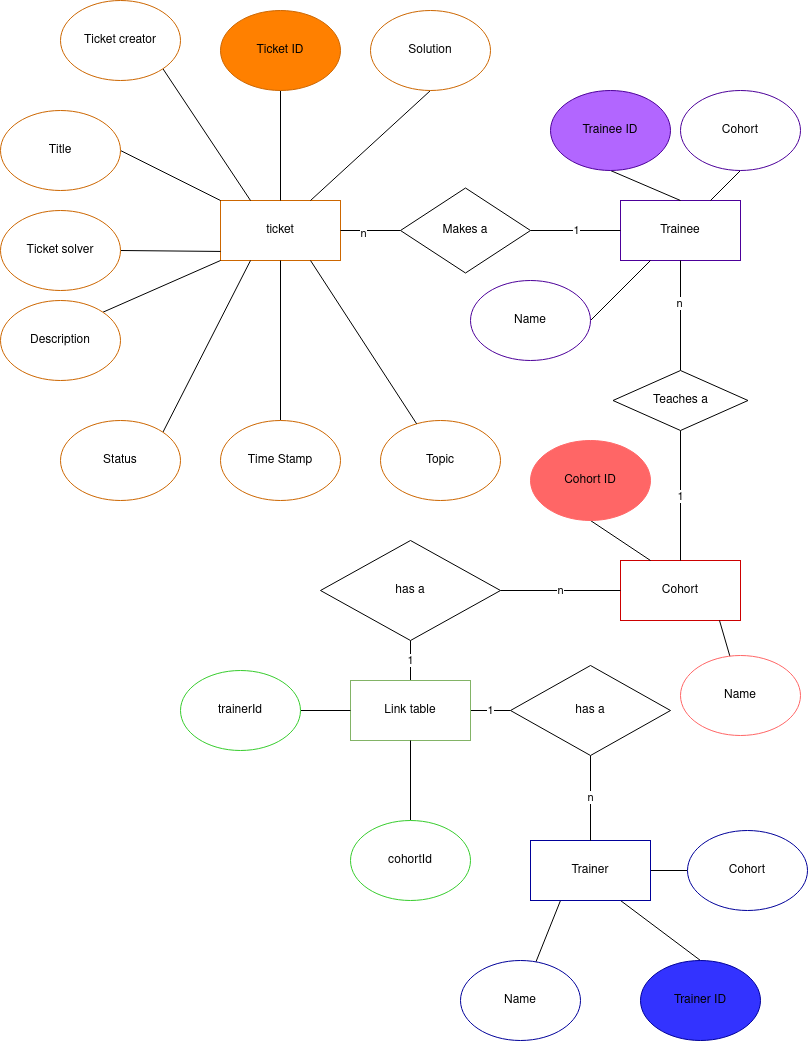 Ticket creator
Ticket ID
Solution
Trainee ID
Cohort
Title
ticket
n
Makes a
1
Trainee
Ticket solver
Name
n
Description
Teaches a
Status
Time Stamp
Topic
Cohort ID
1
has a
n
Cohort
1
Name
trainerId
Link table
1
has a
n
cohortId
Trainer
Cohort
Name
Trainer ID